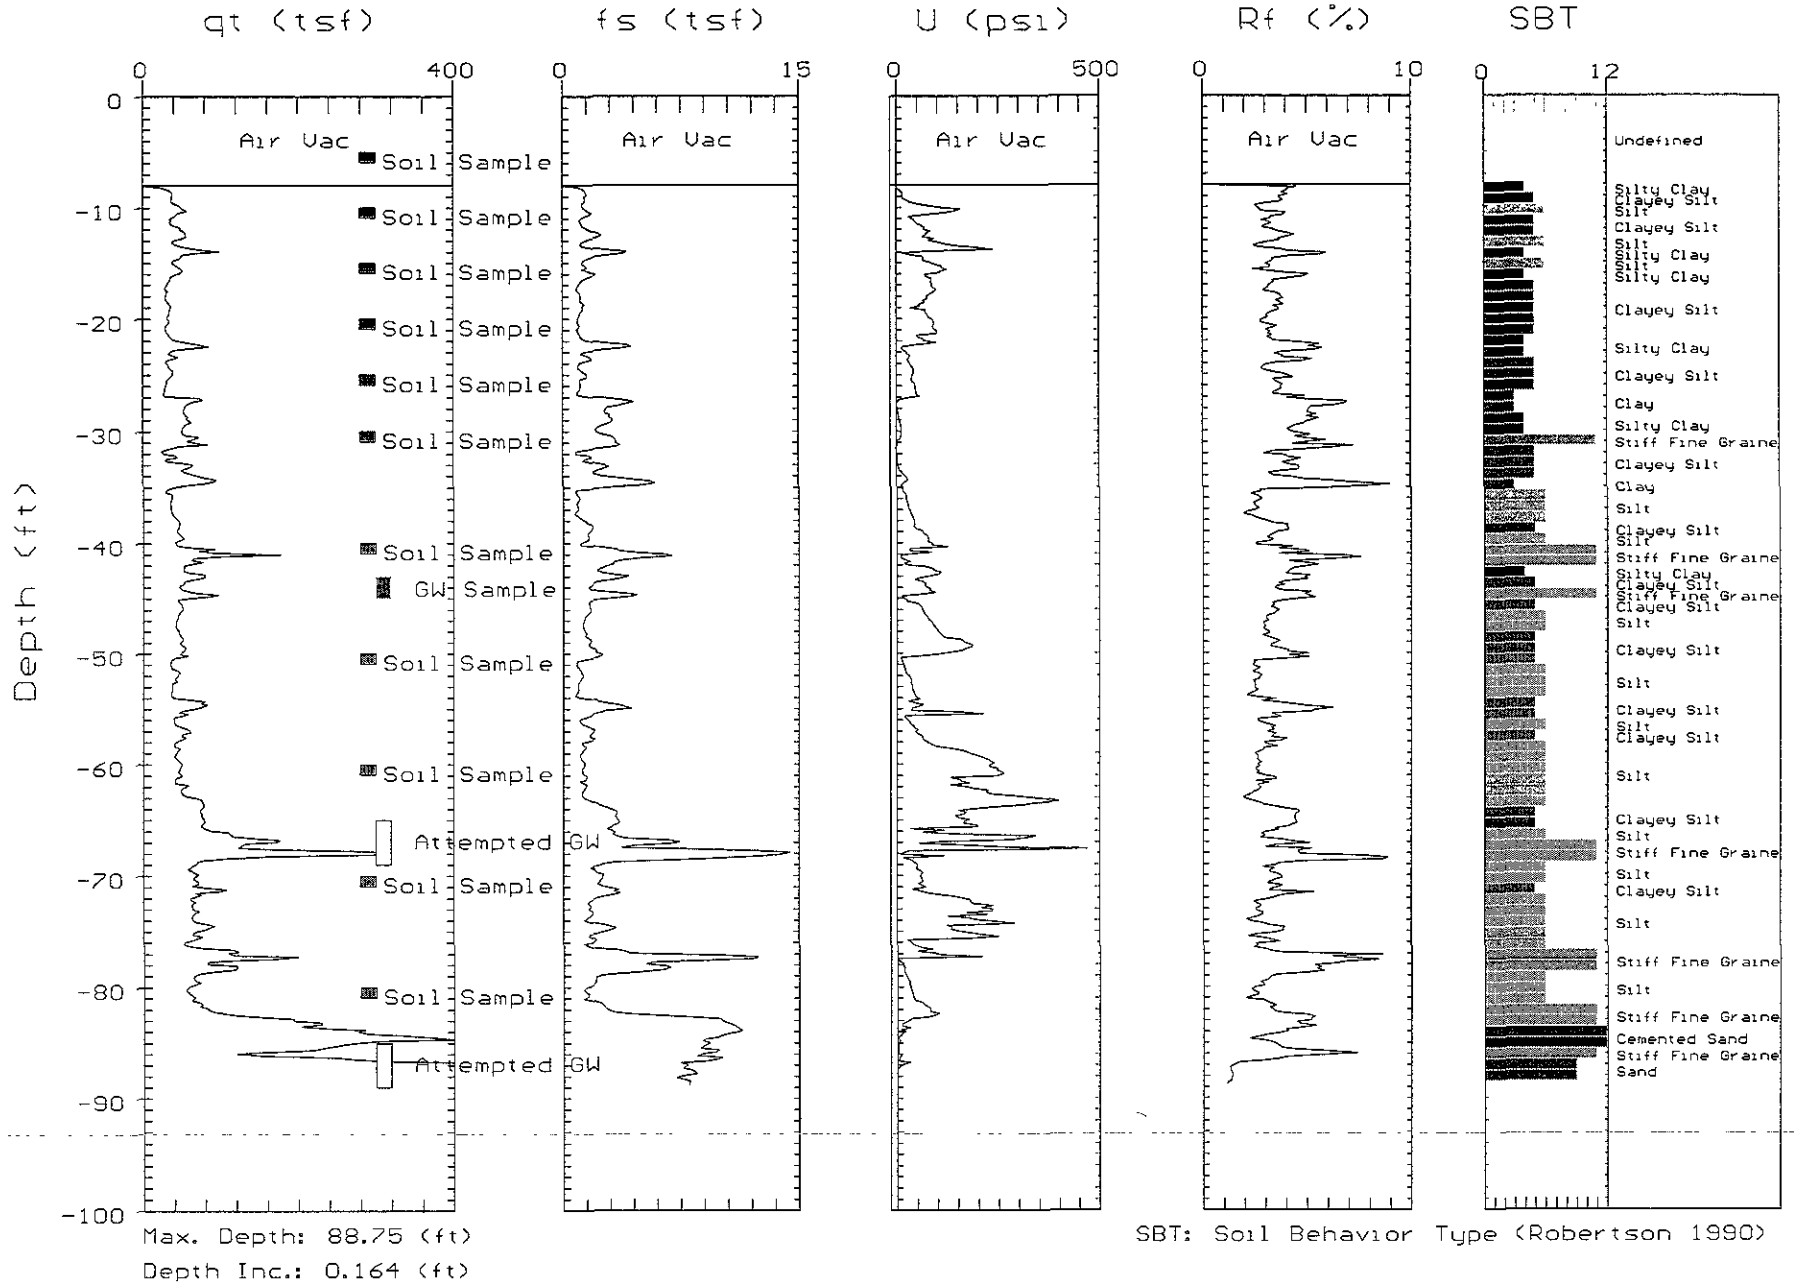 qt (tsf) fs (tsf) U (psi) Rf (%) SBT
0 400 0 15 0 500 0 10 0 12
0
Air Vac Air Vac Air Vac Air Vac
Undefined
Soil Sample
Silty Clay
Clayey Silt
-10
Silt
Soil Sample
Clayey Silt
Silt
Silty Clay
Silt
Soil Sample
Silty Clay
Clayey Silt
-20
Soil Sample
Silty Clay
Clayey Silt
Soil Sample
Clay
Silty Clay
-30
Soil Sample
Stiff Fine Graine
Clayey Silt
Clay
Silt
Clayey Silt
Silt
-40
Soil Sample
Stiff Fine Graine
Silty Clay
Clayey Silt
GW Sample
Stiff Fine Graine
Clayey Silt
Silt
Clayey Silt
-50
Soil Sample
Silt
Depth (ft)
Clayey Silt
Silt
Clayey Silt
-60
Soil Sample
Silt
Clayey Silt
Silt
Attempted GW
Stiff Fine Graine
Silt
-70
Soil Sample
Clayey Silt
Silt
Stiff Fine Graine
Silt
-80
Soil Sample
Stiff Fine Graine
Cemented Sand
Stiff Fine Graine
Attempted GW
Sand
-90
-100
Max. Depth: 88.75 (ft)
SBT: Soil Behavior Type (Robertson 1990)
Depth Inc.: 0.164 (ft)